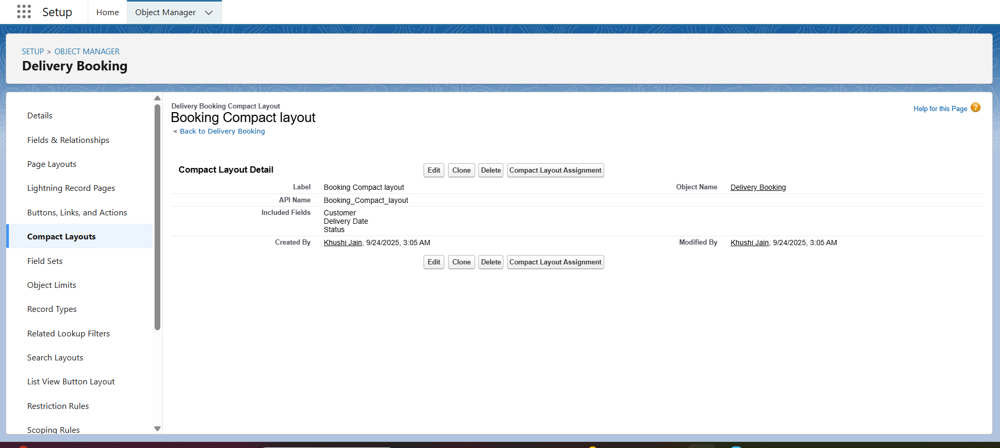 Setup
Home
Object Manager
SETUP > OBJECT MANAGER
Delivery Booking
Details
Fields & Relationships
Page Layouts
Lightning Record Pages
Buttons, Links, and Actions
Compact Layouts
Field Sets
Object Limits
Record Types
Related Lookup Filters
Search Layouts
List View Button Layout
Restriction Rules
Scoping Rules
Delivery Booking Compact Layout
Booking Compact layout
« Back to Delivery Booking
Help for this Page ?
Compact Layout Detail
Edit Clone Delete Compact Layout Assignment
Label Booking Compact layout Object Name Delivery Booking
API Name Booking_Compact_layout
Included Fields Customer
Delivery Date
Status
Created By Khushi Jain, 9/24/2025, 3:05 AM Modified By Khushi Jain, 9/24/2025, 3:05 AM
Edit Clone Delete Compact Layout Assignment